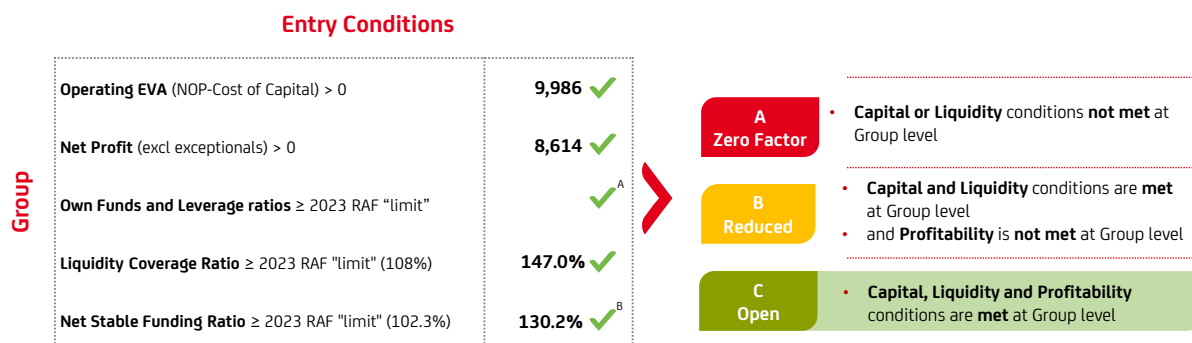 Entry Conditions
Group
Operating EVA (NOP-Cost of Capital) > 0
9,986
Net Profit (excl exceptionals) > 0
8,614
Own Funds and Leverage ratios ≥ 2023 RAF “limit”
A
Liquidity Coverage Ratio ≥ 2023 RAF "limit" (108%)
147.0%
Net Stable Funding Ratio ≥ 2023 RAF "limit" (102.3%)
130.2%
B
A
Zero Factor
• Capital or Liquidity conditions not met at
Group level
B
Reduced
• Capital and Liquidity conditions are met
at Group level
• and Profitability is not met at Group level
C
Open
• Capital, Liquidity and Profitability
conditions are met at Group level